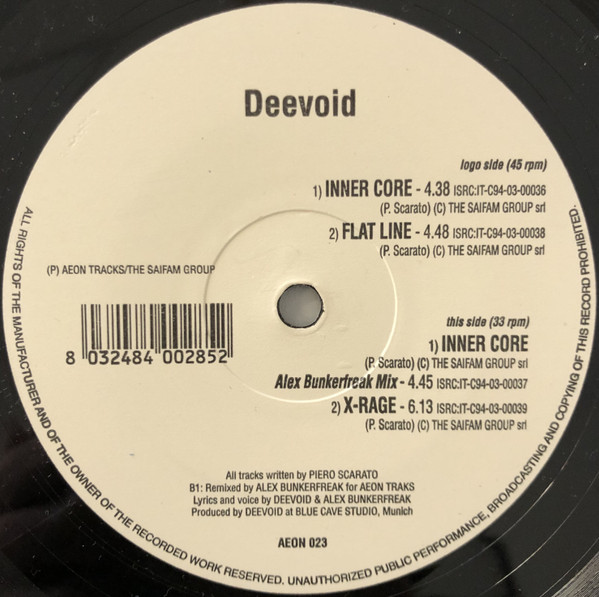 Deevoid
logo side (45 rpm)
1) INNER CORE - 4.38 ISRC:IT-C94-03-00036
(P. Scarato) (C) THE SAIFAM GROUP srl
2) FLAT LINE - 4.48 ISRC:IT-C94-03-00038
(P. Scarato) (C) THE SAIFAM GROUP srl
(P) AEON TRACKS/THE SAIFAM GROUP
8 032484 002852
this side (33 rpm)
1) INNER CORE
(P. Scarato) (C) THE SAIFAM GROUP srl
Alex Bunkerfreak Mix - 4.45 ISRC:IT-C94-03-00037
2) X-RAGE - 6.13 ISRC:IT-C94-03-00039
(P. Scarato) (C) THE SAIFAM GROUP srl
All tracks written by PIERO SCARATO
B1: Remixed by ALEX BUNKERFREAK for AEON TRAKS
Lyrics and voice by DEEVOID & ALEX BUNKERFREAK
Produced by DEEVOID at BLUE CAVE STUDIO, Munich
AEON 023
ALL RIGHTS OF THE MANUFACTURER AND OF THE OWNER OF THE RECORDED WORK RESERVED. UNAUTHORIZED PUBLIC PERFORMANCE, BROADCASTING AND COPYING OF THIS RECORD PROHIBITED.